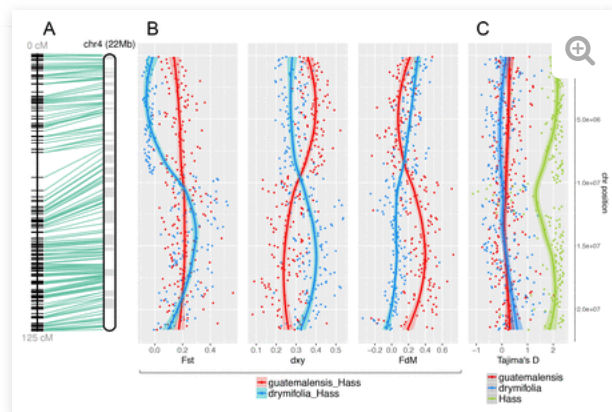 A
B
C
0 cM
chr4 (22Mb)
125 cM
5.0e+06
1.0e+07
1.5e+07
2.0e+07
chr position
0.0 0.2 0.4
0.1 0.2 0.3 0.4 0.5
-0.2 0.0 0.2 0.4 0.6
-1 0 1 2
Fst
dxy
FdM
Tajima's D
guatemalensis_Hass
drymifolia_Hass
guatemalensis
drymifolia
Hass